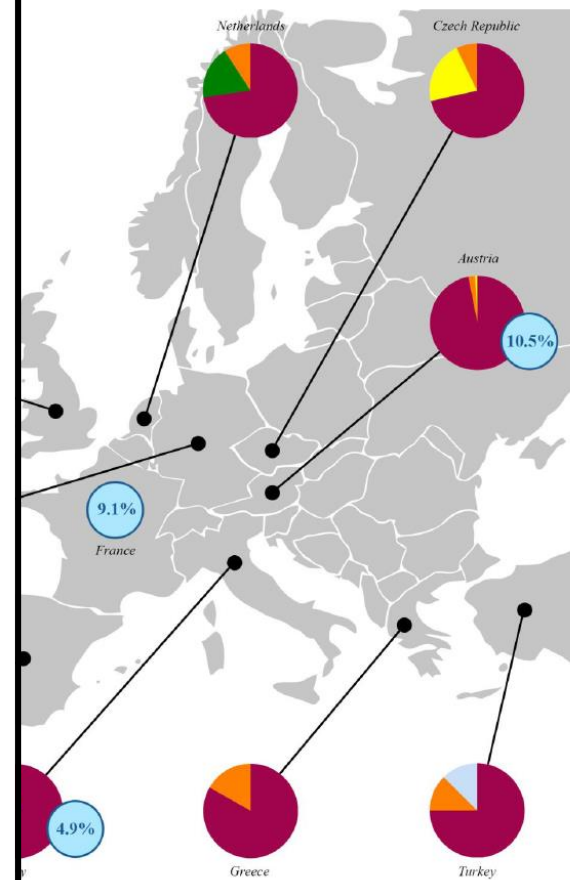 Netherlands
Czech Republic
Austria
10.5%
9.1%
France
4.9%
y
Greece
Turkey